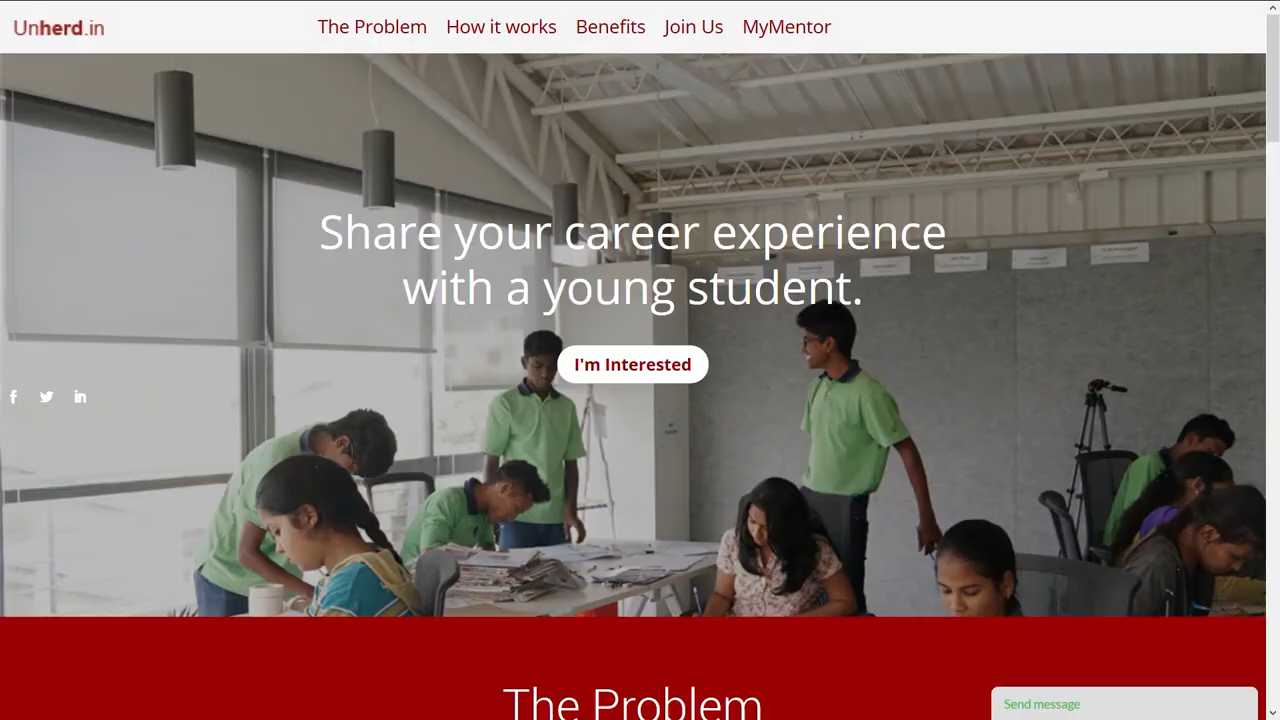 Unherd.in
The Problem How it works Benefits Join Us MyMentor
Share your career experience
with a young student.
I'm Interested
The Problem
Send message